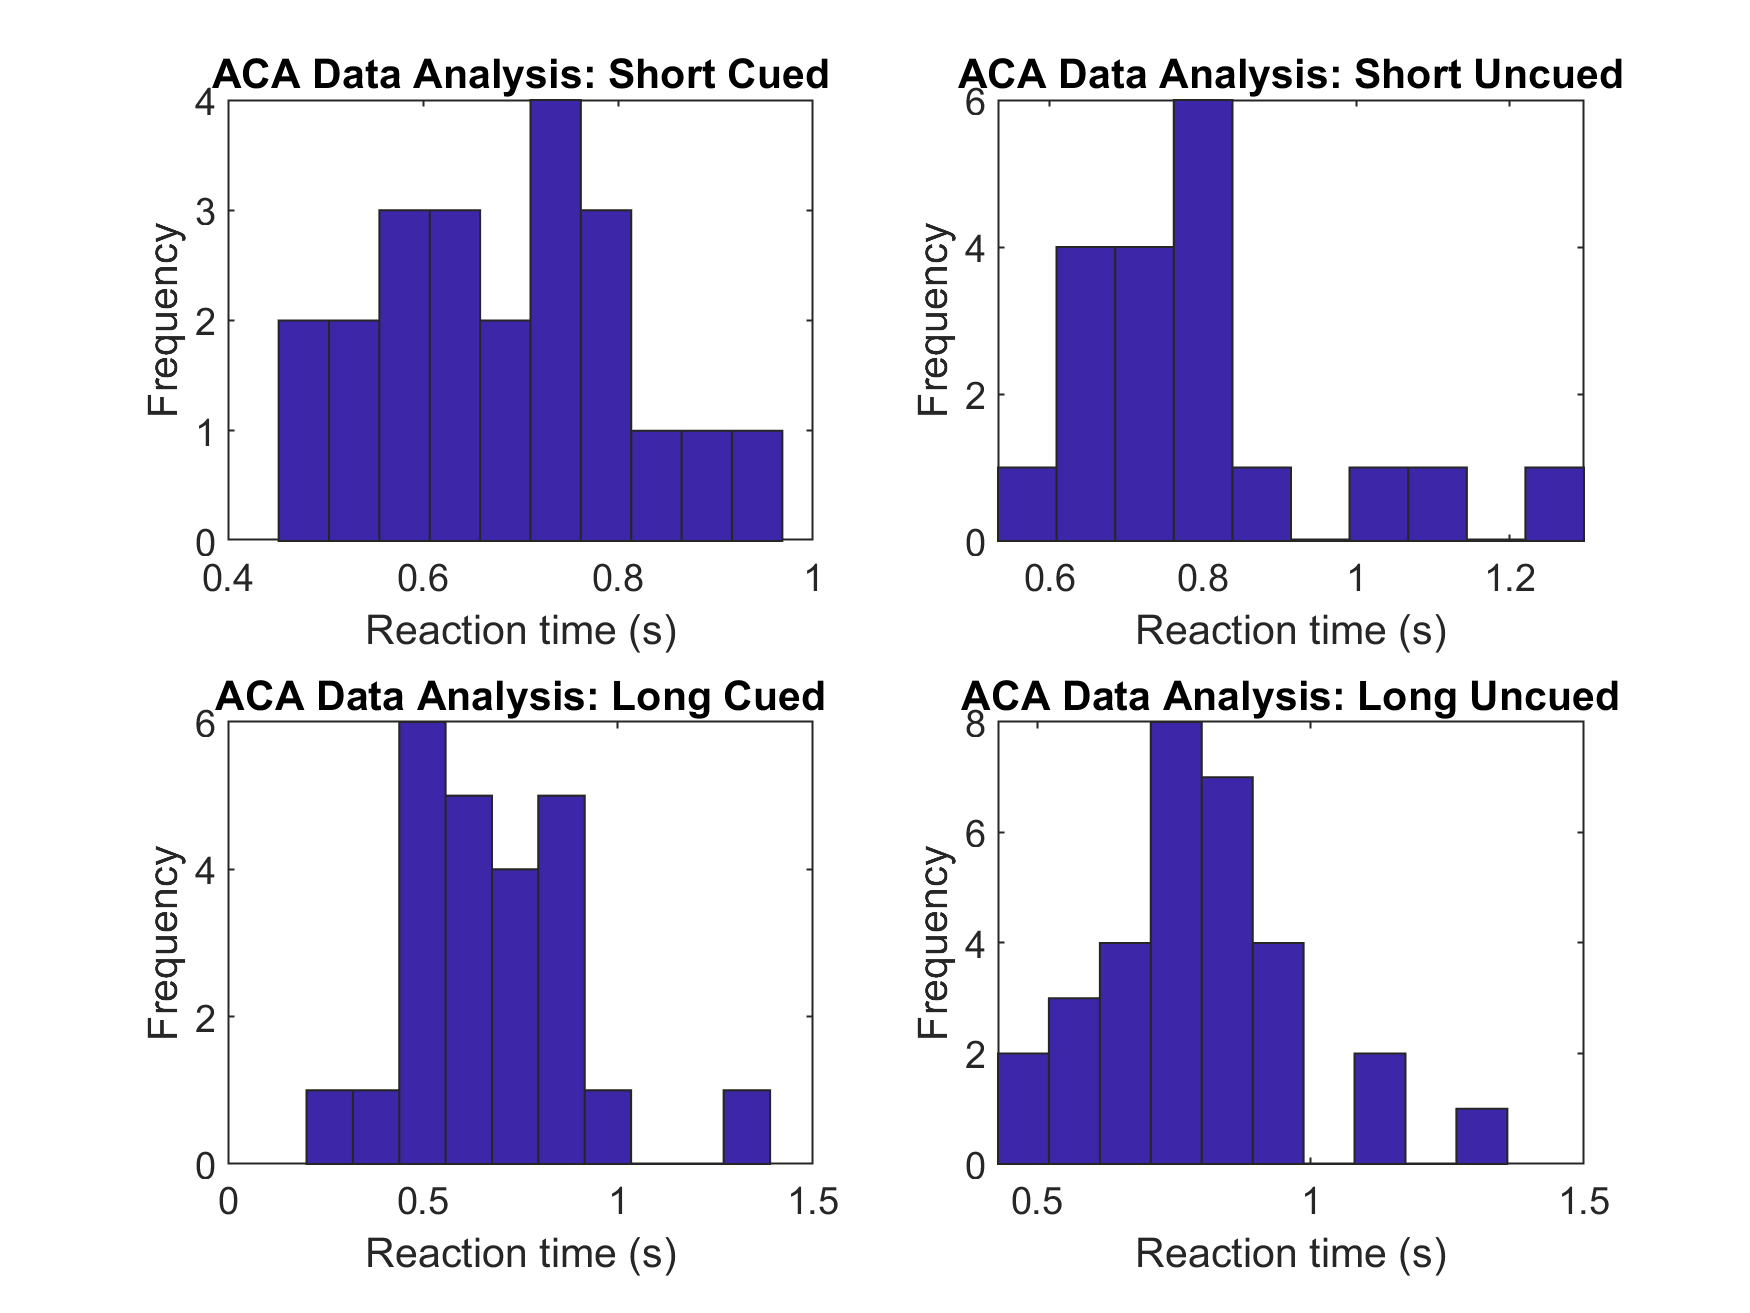 ACA Data Analysis: Short Cued
4
3
2
1
0
Frequency
0.4 0.6 0.8 1
Reaction time (s)
ACA Data Analysis: Short Uncued
6
4
2
0
Frequency
0.6 0.8 1 1.2
Reaction time (s)
ACA Data Analysis: Long Cued
6
4
2
0
Frequency
0 0.5 1 1.5
Reaction time (s)
ACA Data Analysis: Long Uncued
8
6
4
2
0
Frequency
0.5 1 1.5
Reaction time (s)